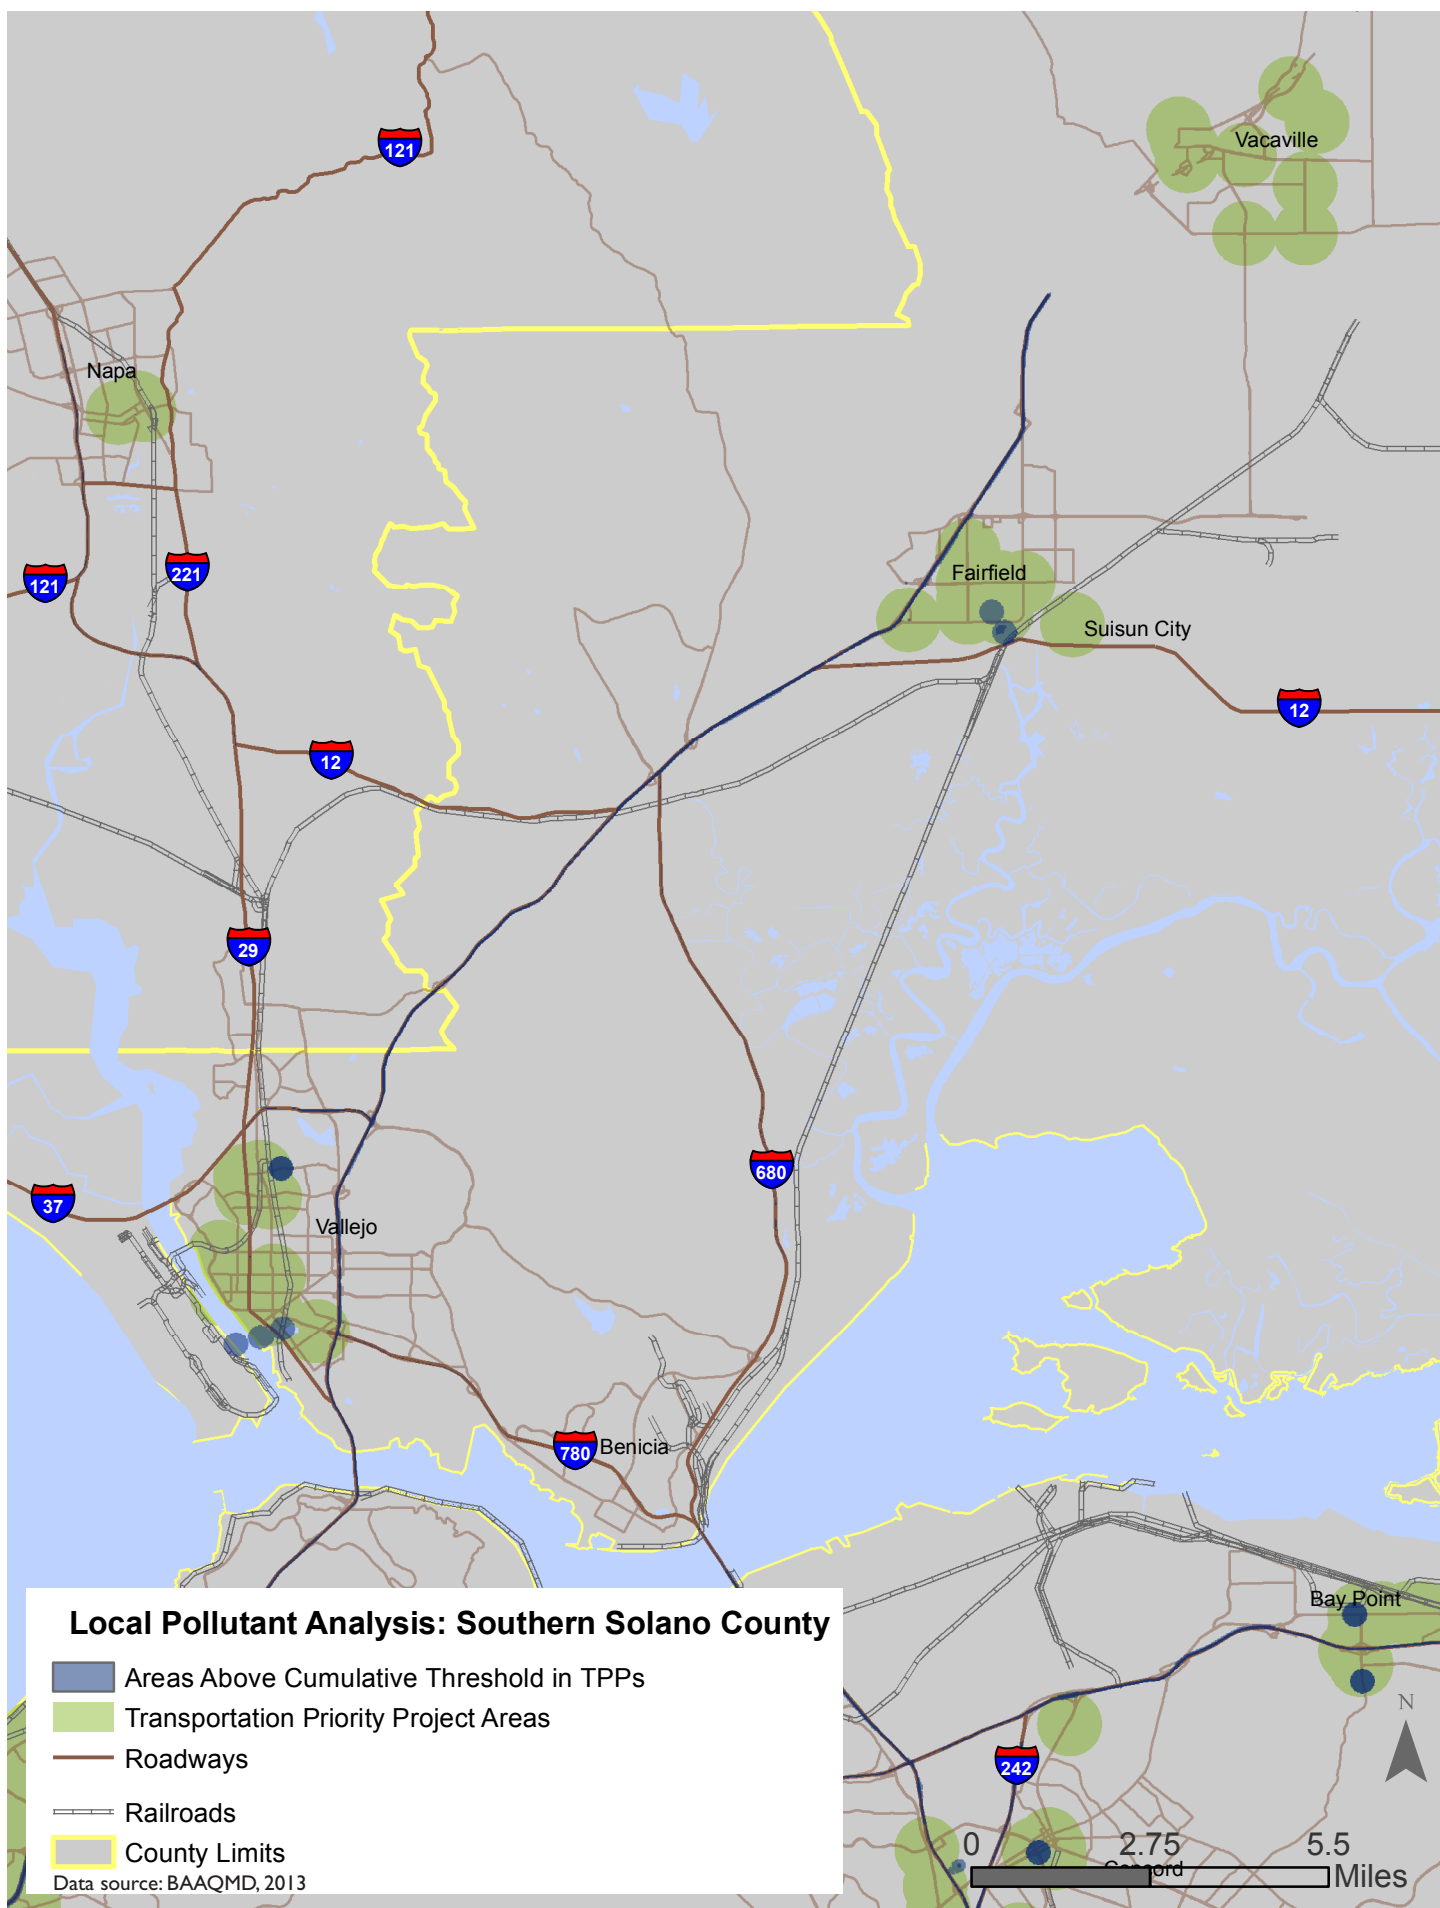 121
Vacaville
Napa
121
221
Fairfield
Suisun City
12
12
29
680
37
Vallejo
780
Benicia
Bay Point
N
242
0 2.75 5.5
Miles
Concord
Local Pollutant Analysis: Southern Solano County
Areas Above Cumulative Threshold in TPPs
Transportation Priority Project Areas
Roadways
Railroads
County Limits
Data source: BAAQMD, 2013